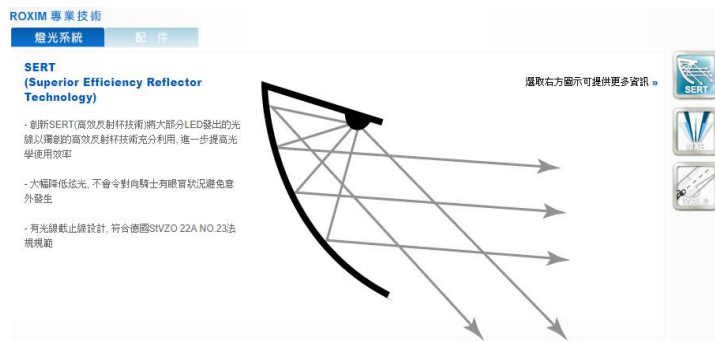 ROXIM 專業技術
燈光系統
配 件
SERT
(Superior Efficiency Reflector
Technology)
- 創新SERT(高效反射杯技術)將大部分LED發出的光
線以獨創的高效反射杯技術充分利用, 進一步提高光
學使用效率
- 大幅降低炫光, 不會令對向騎士有眼盲狀況避免意
外發生
- 有光線截止線設計, 符合德國StVZO 22A NO.23法
規規範
選取右方圖示可提供更多資訊 »
SERT